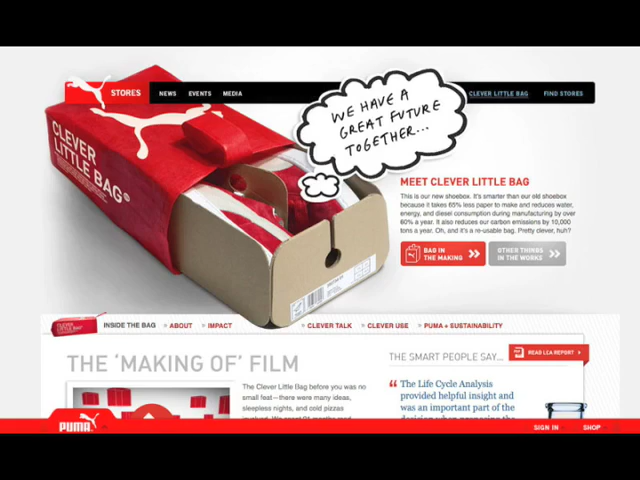 STORES
NEWS EVENTS MEDIA
CLEVER LITTLE BAG FIND STORES
CLEVER
LITTLE BAG
WE HAVE A
GREAT FUTURE
TOGETHER...
MEET CLEVER LITTLE BAG
This is our new shoebox. It's smarter than our old shoebox
because it takes 65% less paper to make and reduces water,
energy, and diesel consumption during manufacturing by over
60% a year. It also reduces our carbon emissions by 10,000
tons a year. Oh, and it's a re-usable bag. Pretty clever, huh?
BAG IN
THE MAKING
OTHER THINGS
IN THE WORKS
INSIDE THE BAG ABOUT IMPACT CLEVER TALK CLEVER USE PUMA + SUSTAINABILITY
THE 'MAKING OF' FILM
The Clever Little Bag before you was no
small feat—there were many ideas,
sleepless nights, and cold pizzas
THE SMART PEOPLE SAY...
READ LCA REPORT
“ The Life Cycle Analysis
provided helpful insight and
was an important part of the
PUMA
SIGN IN SHOP